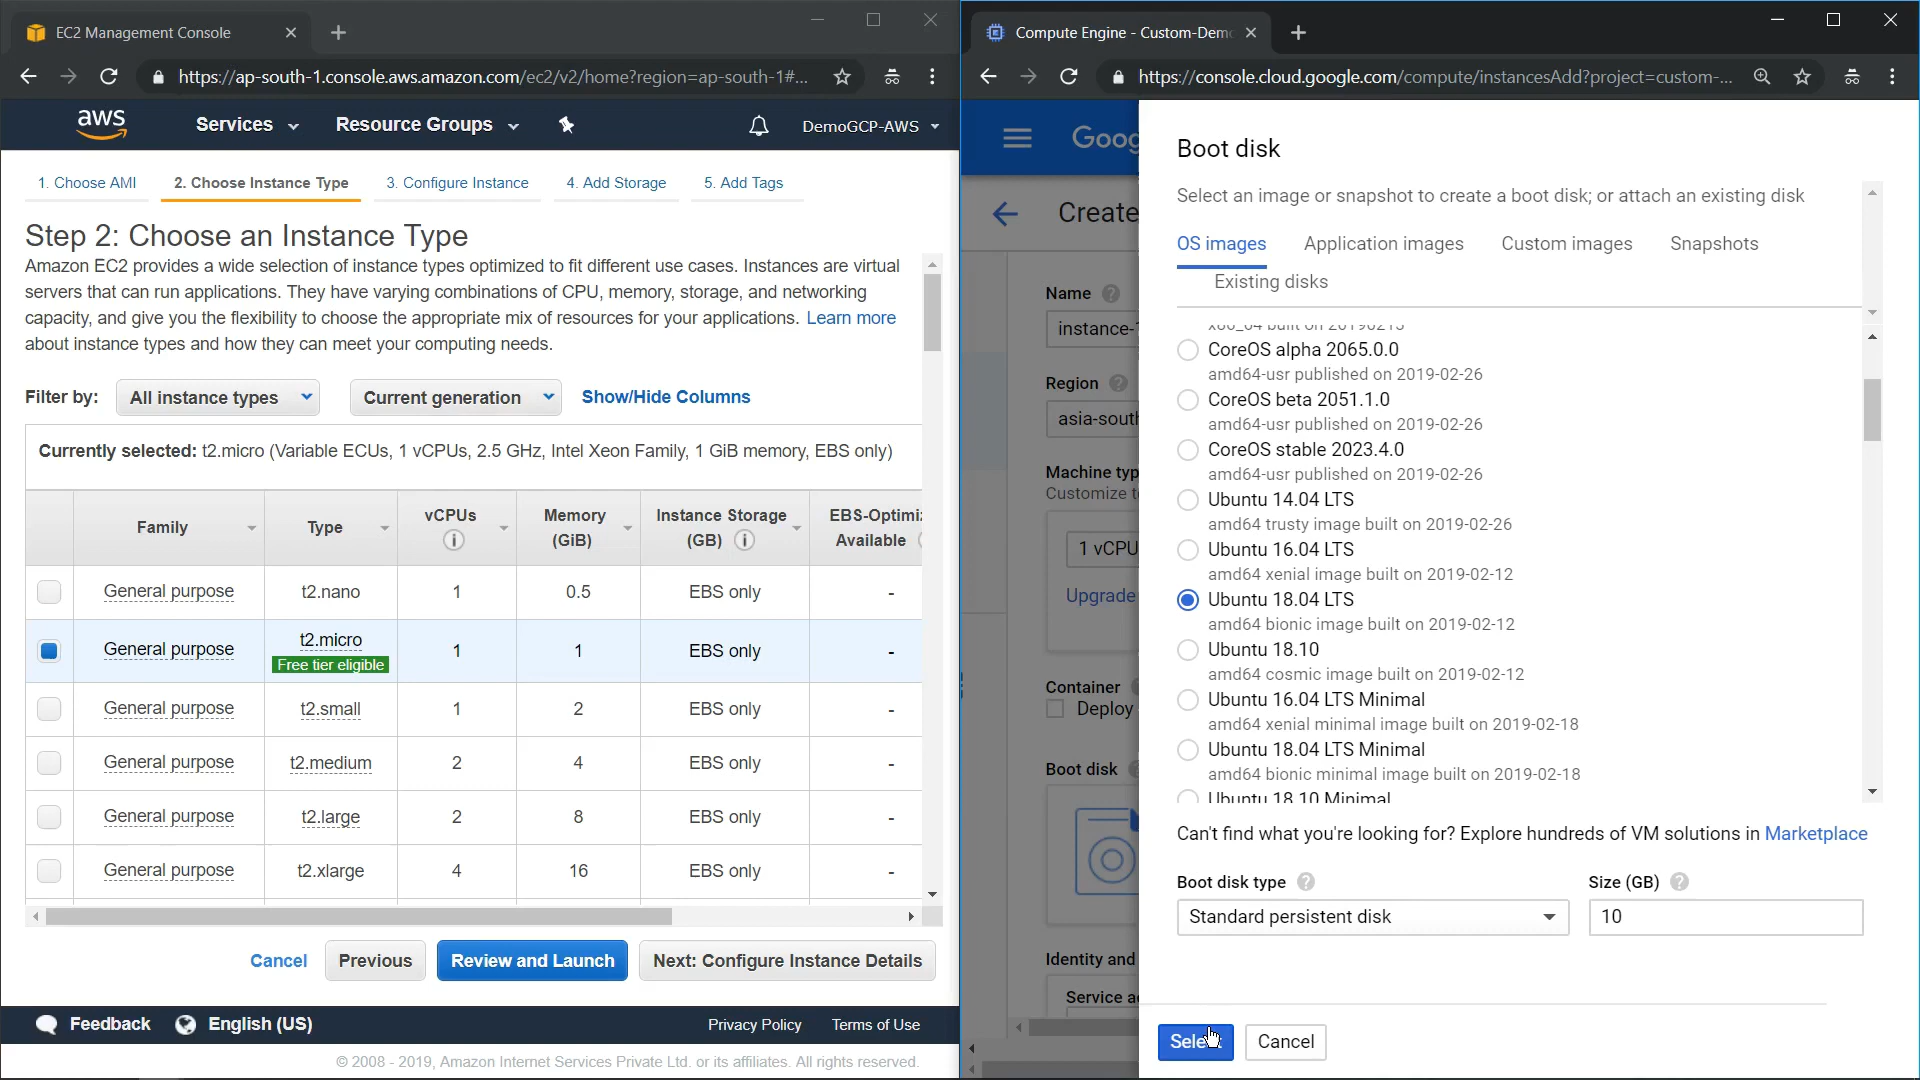 EC2 Management Console
https://ap-south-1.console.aws.amazon.com/ec2/v2/home?region=ap-south-1#...
aws
Services
Resource Groups
DemoGCP-AWS
1. Choose AMI
2. Choose Instance Type
3. Configure Instance
4. Add Storage
5. Add Tags
Step 2: Choose an Instance Type
Amazon EC2 provides a wide selection of instance types optimized to fit different use cases. Instances are virtual
servers that can run applications. They have varying combinations of CPU, memory, storage, and networking
capacity, and give you the flexibility to choose the appropriate mix of resources for your applications. Learn more
about instance types and how they can meet your computing needs.
Filter by: All instance types Current generation Show/Hide Columns
Currently selected: t2.micro (Variable ECUs, 1 vCPUs, 2.5 GHz, Intel Xeon Family, 1 GiB memory, EBS only)
Family Type vCPUs Memory (GiB) Instance Storage (GB) EBS-Optimi Available
General purpose t2.nano 1 0.5 EBS only -
General purpose t2.micro Free tier eligible 1 1 EBS only -
General purpose t2.small 1 2 EBS only -
General purpose t2.medium 2 4 EBS only -
General purpose t2.large 2 8 EBS only -
General purpose t2.xlarge 4 16 EBS only -
Cancel Previous Review and Launch Next: Configure Instance Details
Feedback English (US) Privacy Policy Terms of Use
© 2008 - 2019, Amazon Internet Services Private Ltd. or its affiliates. All rights reserved.
Compute Engine - Custom-Demo
https://console.cloud.google.com/compute/instancesAdd?project=custom-...
Goog
Create
Name
instance-1
Region
asia-south
Machine typ
Customize t
1 vCPU
Upgrade
Container
Deploy
Boot disk
Identity and
Service a
Boot disk
Select an image or snapshot to create a boot disk; or attach an existing disk
OS images Application images Custom images Snapshots
Existing disks
x86_64 built on 20190213
CoreOS alpha 2065.0.0
amd64-usr published on 2019-02-26
CoreOS beta 2051.1.0
amd64-usr published on 2019-02-26
CoreOS stable 2023.4.0
amd64-usr published on 2019-02-26
Ubuntu 14.04 LTS
amd64 trusty image built on 2019-02-26
Ubuntu 16.04 LTS
amd64 xenial image built on 2019-02-12
Ubuntu 18.04 LTS
amd64 bionic image built on 2019-02-12
Ubuntu 18.10
amd64 cosmic image built on 2019-02-12
Ubuntu 16.04 LTS Minimal
amd64 xenial minimal image built on 2019-02-18
Ubuntu 18.04 LTS Minimal
amd64 bionic minimal image built on 2019-02-18
Ubuntu 18.10 Minimal
Can't find what you're looking for? Explore hundreds of VM solutions in Marketplace
Boot disk type Size (GB)
Standard persistent disk 10
Select Cancel